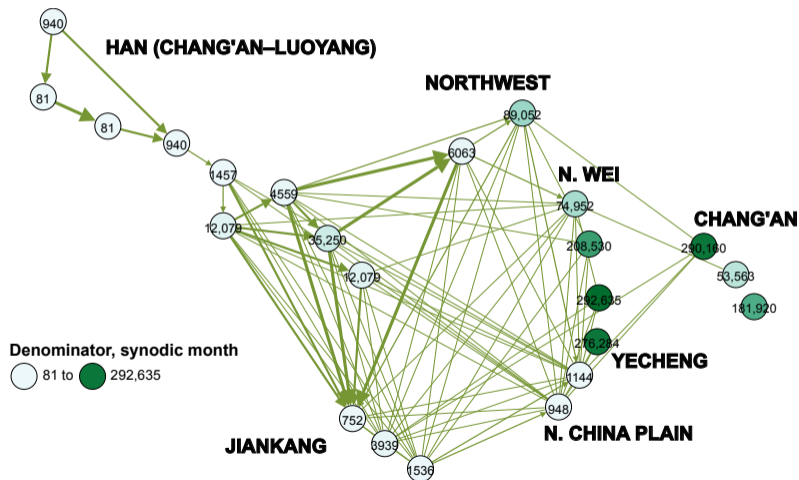 940
HAN (CHANG'AN–LUOYANG)
NORTHWEST
81
81
89,052
940
6063
1457
N. WEI
4559
74,952
CHANG'AN
12,079
35,250
208,530
290,160
12,079
53,563
292,635
181,920
276,284
Denominator, synodic month
81 to 292,635
YECHENG
1144
948
752
N. CHINA PLAIN
JIANKANG
3939
1536